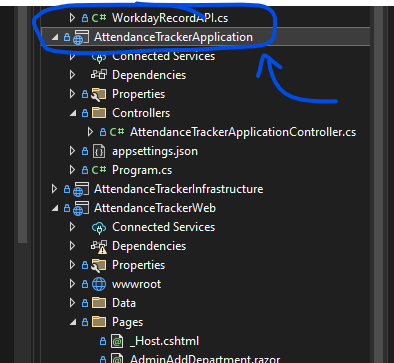 C# WorkdayRecordAPI.cs
AttendanceTrackerApplication
Connected Services
Dependencies
Properties
Controllers
C# AttendanceTrackerApplicationController.cs
appsettings.json
C# Program.cs
AttendanceTrackerInfrastructure
AttendanceTrackerWeb
Connected Services
Dependencies
Properties
wwwroot
Data
Pages
_Host.cshtml
AdminAddDepartment.razor